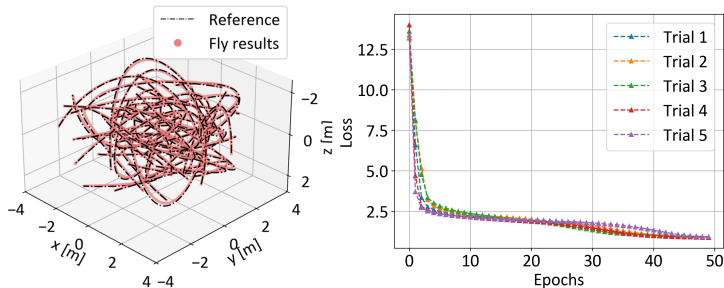 Reference
Fly results
−2
0
2
z [m]
−4
−2
0
2
4
x [m]
−4
−2
0
2
4
y [m]
Loss
12.5
10.0
7.5
5.0
2.5
0
10
20
30
40
50
Epochs
Trial 1
Trial 2
Trial 3
Trial 4
Trial 5